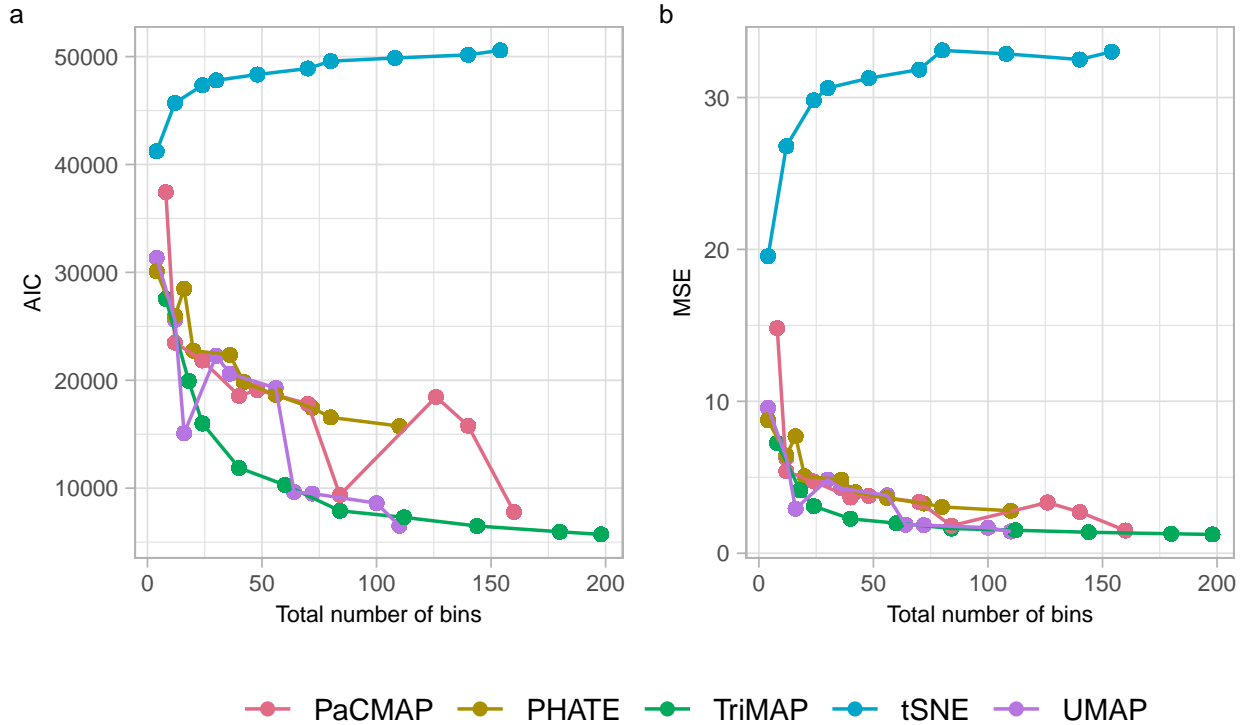 a
50000
40000
30000
20000
10000
AIC
0 50 100 150 200
Total number of bins
b
30
20
10
0
MSE
0 50 100 150 200
Total number of bins
PaCMAP PHATE TriMAP tSNE UMAP